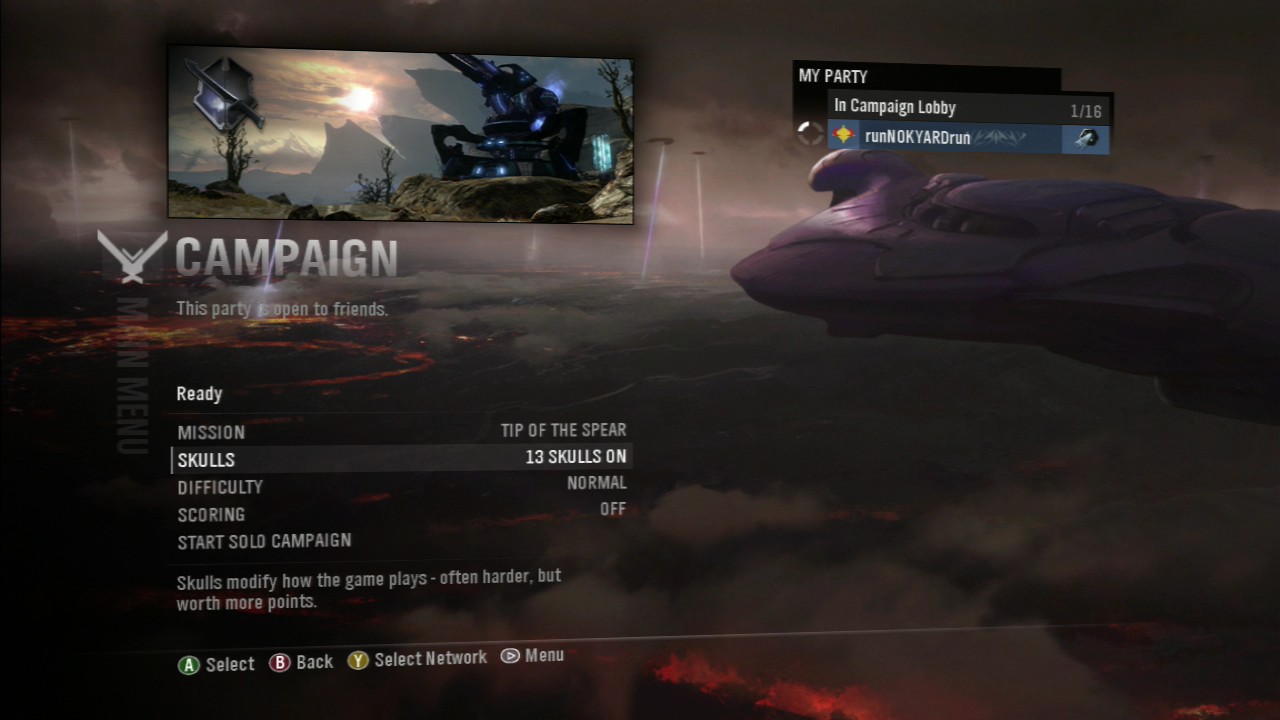 MY PARTY
In Campaign Lobby 1/16
runNOKYARDrun
CAMPAIGN
This party is open to friends.
MAIN MENU
Ready
MISSION TIP OF THE SPEAR
SKULLS 13 SKULLS ON
DIFFICULTY NORMAL
SCORING OFF
START SOLO CAMPAIGN
Skulls modify how the game plays - often harder, but
worth more points.
A Select B Back Y Select Network Menu